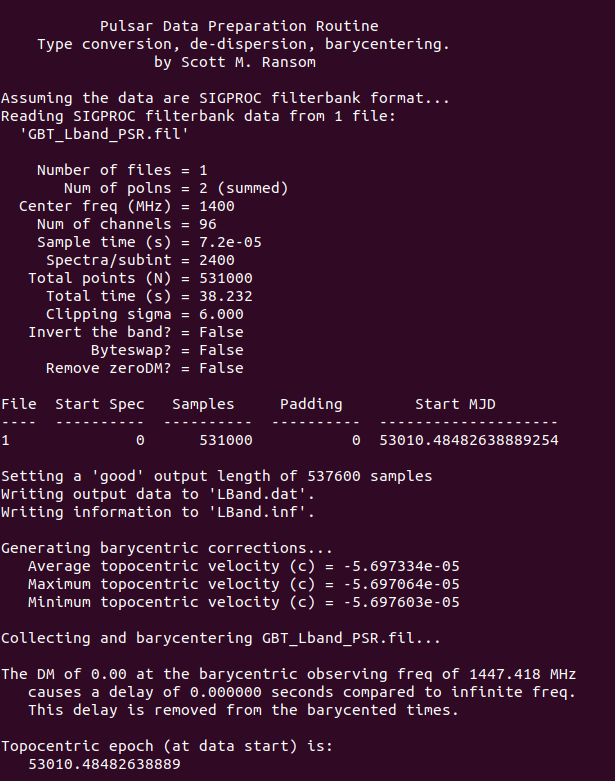 Pulsar Data Preparation Routine
Type conversion, de-dispersion, barycentering.
by Scott M. Ransom
Assuming the data are SIGPROC filterbank format...
Reading SIGPROC filterbank data from 1 file:
'GBT_Lband_PSR.fil'
Number of files = 1
Num of polns = 2 (summed)
Center freq (MHz) = 1400
Num of channels = 96
Sample time (s) = 7.2e-05
Spectra/subint = 2400
Total points (N) = 531000
Total time (s) = 38.232
Clipping sigma = 6.000
Invert the band? = False
Byteswap? = False
Remove zeroDM? = False
File  Start Spec   Samples     Padding        Start MJD
----  ----------  ----------  ----------  --------------------
1              0      531000           0  53010.48482638889254
Setting a 'good' output length of 537600 samples
Writing output data to 'LBand.dat'.
Writing information to 'LBand.inf'.
Generating barycentric corrections...
Average topocentric velocity (c) = -5.697334e-05
Maximum topocentric velocity (c) = -5.697064e-05
Minimum topocentric velocity (c) = -5.697603e-05
Collecting and barycentering GBT_Lband_PSR.fil...
The DM of 0.00 at the barycentric observing freq of 1447.418 MHz
causes a delay of 0.000000 seconds compared to infinite freq.
This delay is removed from the barycented times.
Topocentric epoch (at data start) is:
53010.48482638889